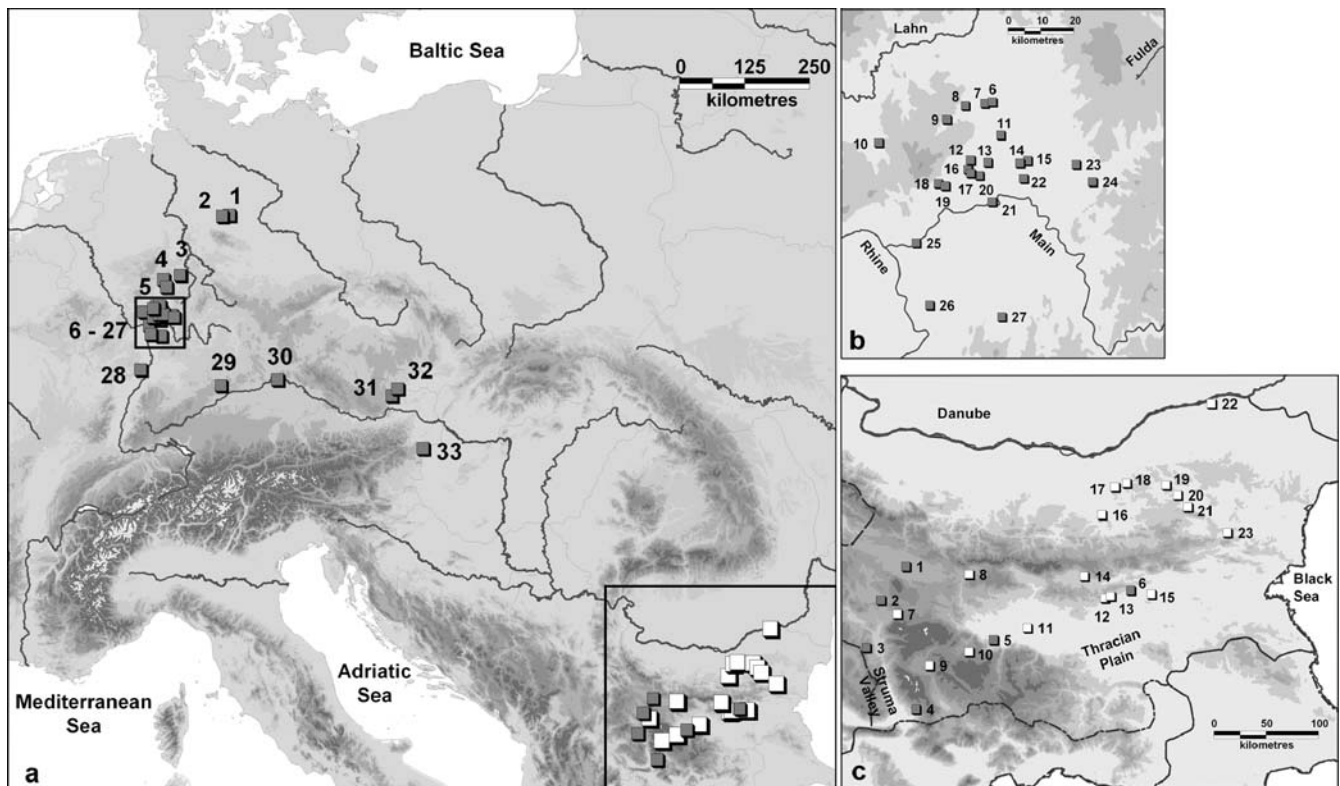 Baltic Sea
0 125 250
kilometres
2 1
4 3
5
6 - 27
28
29
30
31
32
33
Adriatic
Sea
Mediterranean
Sea
a
0 10 20
kilometres
Lahn
Fulda
8 7 6
9
11
10
12 13 14 15 23
16
18 17 20 22 24
19
21
Main
25
Rhine
26
27
b
Danube
22
17 18 19
20
16 21
23
1
8 14
Black
Sea
2 6
7 12 13 15
11
5
3 10
Thracian
Plain
9
Struma
Valley
4
0 50 100
kilometres
c